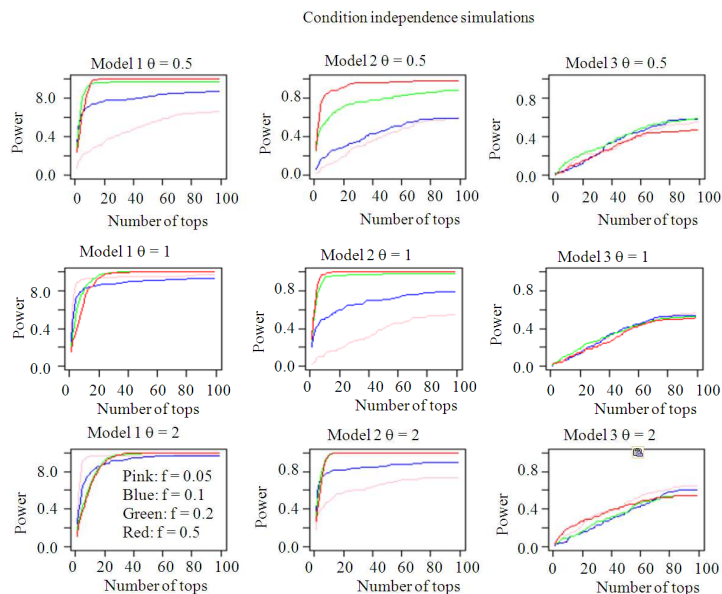 Condition independence simulations
Model 1 θ = 0.5
Model 2 θ = 0.5
Model 3 θ = 0.5
Power
8.0
0.4
0.0
0 20 40 60 80 100
Number of tops
Power
0.8
0.4
0.0
0 20 40 60 80 100
Number of tops
Power
0.8
0.4
0.0
0 20 40 60 80 100
Number of tops
Model 1 θ = 1
Model 2 θ = 1
Model 3 θ = 1
Power
8.0
0.4
0.0
0 20 40 60 80 100
Number of tops
Power
0.8
0.4
0.0
0 20 40 60 80 100
Number of tops
Power
0.8
0.4
0.0
0 20 40 60 80 100
Number of tops
Model 1 θ = 2
Model 2 θ = 2
Model 3 θ = 2
Power
8.0
0.4
0.0
Pink: f = 0.05
Blue: f = 0.1
Green: f = 0.2
Red: f = 0.5
0 20 40 60 80 100
Number of tops
Power
0.8
0.4
0.0
0 20 40 60 80 100
Number of tops
Power
0.8
0.4
0.0
0 20 40 60 80 100
Number of tops